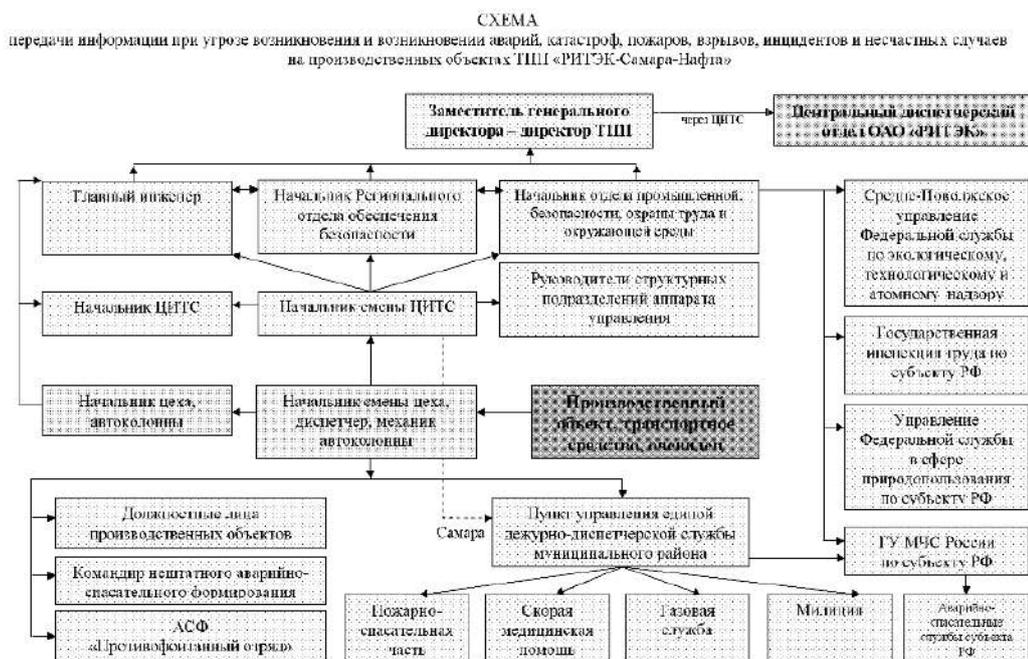 СХЕМА
передачи информации при угрозе возникновения и возникновении аварий, катастроф, пожаров, взрывов, инцидентов и несчастных случаев
на производственных объектах ТПП «РИТЭК-Самара-Нафта»
Заместитель генерального
директора – директор ТПП
через ЦИТС
Центральный диспетчерский
отдел ОАО «РИТЭК»
Главный инженер
Начальник Регионального
отдела обеспечения
безопасности
Начальник отдела промышленной
безопасности, охраны труда и
окружающей среды
Средне-Поволжское
управление
Федеральной службы
по экологическому,
технологическому и
атомному надзору
Начальник ЦИТС
Начальник смены ЦИТС
Руководители структурных
подразделений аппарата
управления
Государственная
инспекция труда по
субъекту РФ
Начальник цеха,
автоколонны
Начальник смены цеха,
диспетчер, механик
автоколонны
Производственный
объект, транспортное
средство, очевидец
Управление
Федеральной службы
в сфере
природопользования
по субъекту РФ
Должностные лица
производственных объектов
Самара
Пункт управления единой
дежурно-диспетчерской службы
муниципального района
ГУ МЧС России
по субъекту РФ
Командир нештатного аварийно-
спасательного формирования
АСФ
«Противофонтанный отряд»
Пожарно-
спасательная
часть
Скорая
медицинская
помощь
Газовая
служба
Милиция
Аварийно-
спасательные
службы субъекта
РФ